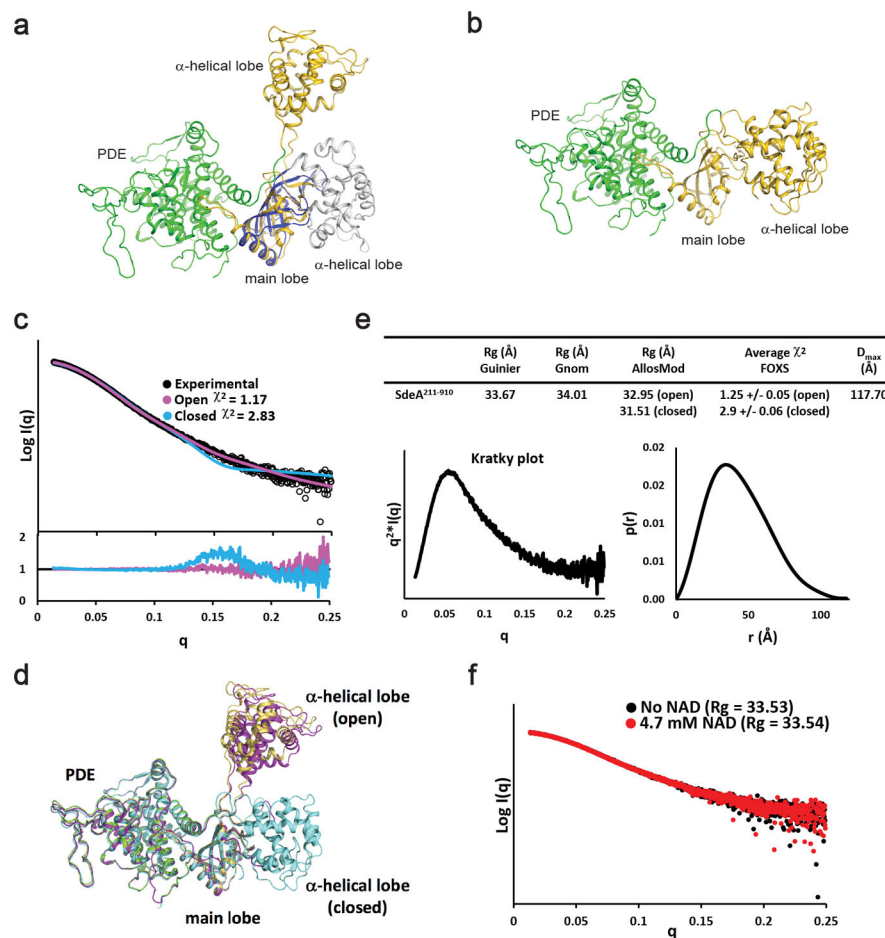 a
α-helical lobe
PDE
main lobe
α-helical lobe
b
PDE
main lobe
α-helical lobe
c
Log I(q)
Experimental
Open χ² = 1.17
Closed χ² = 2.83
2
1
0
0 0.05 0.1 0.15 0.2 0.25
q
d
α-helical lobe
(open)
PDE
main lobe
α-helical lobe
(closed)
e
Rg (Å) Rg (Å) Rg (Å) Average χ² Dmax
Guinier Gnom AllosMod FOXS (Å)
SdeA²¹¹⁻⁹¹⁰ 33.67 34.01 32.95 (open) 1.25 +/- 0.05 (open) 117.70
31.51 (closed) 2.9 +/- 0.06 (closed)
Kratky plot
q²*I(q)
0 0.05 0.1 0.15 0.2 0.25
q
p(r)
0.02
0.02
0.01
0.01
0.00
0 50 100
r (Å)
f
No NAD (Rg = 33.53)
4.7 mM NAD (Rg = 33.54)
Log I(q)
0 0.05 0.1 0.15 0.2 0.25
q